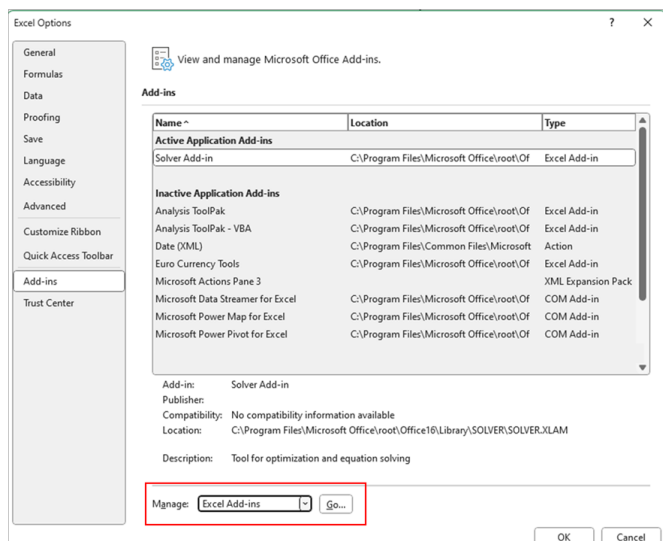 Excel Options ? ×
General
Formulas
Data
Proofing
Save
Language
Accessibility
Advanced
Customize Ribbon
Quick Access Toolbar
Add-ins
Trust Center
View and manage Microsoft Office Add-ins.
Add-ins
Name Location Type
Active Application Add-ins
Solver Add-in C:\Program Files\Microsoft Office\root\Of Excel Add-in
Inactive Application Add-ins
Analysis ToolPak C:\Program Files\Microsoft Office\root\Of Excel Add-in
Analysis ToolPak - VBA C:\Program Files\Microsoft Office\root\Of Excel Add-in
Date (XML) C:\Program Files\Common Files\Microsoft Action
Euro Currency Tools C:\Program Files\Microsoft Office\root\Of Excel Add-in
Microsoft Actions Pane 3 XML Expansion Pack
Microsoft Data Streamer for Excel C:\Program Files\Microsoft Office\root\Of COM Add-in
Microsoft Power Map for Excel C:\Program Files\Microsoft Office\root\Of COM Add-in
Microsoft Power Pivot for Excel C:\Program Files\Microsoft Office\root\Of COM Add-in
Add-in: Solver Add-in
Publisher:
Compatibility: No compatibility information available
Location: C:\Program Files\Microsoft Office\root\Office16\Library\SOLVER\SOLVER.XLAM
Description: Tool for optimization and equation solving
Manage: Excel Add-ins Go...
OK Cancel